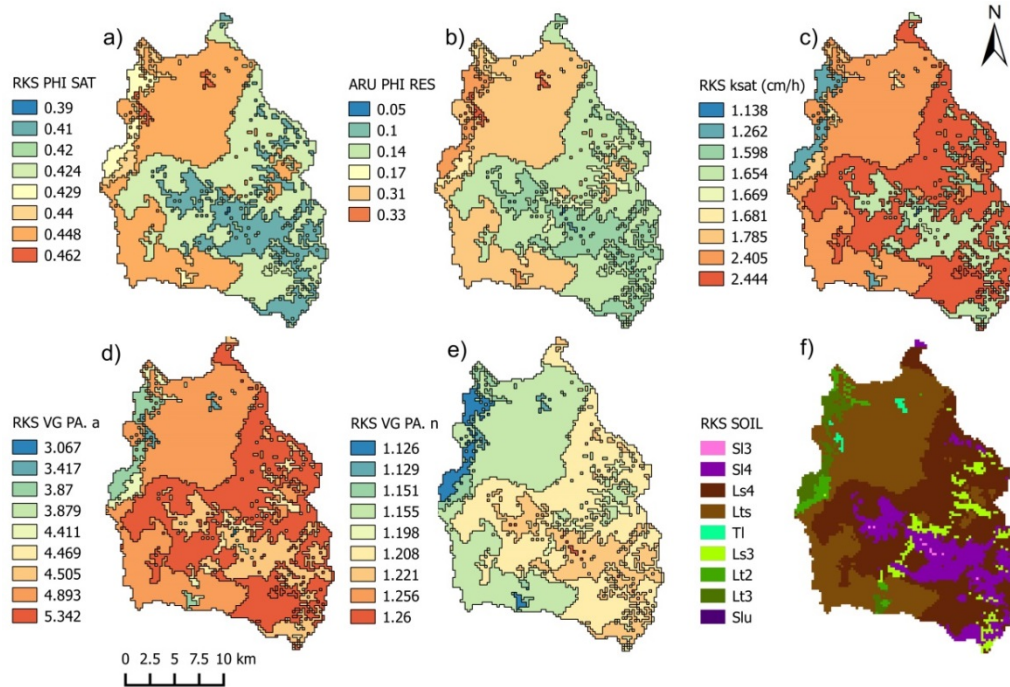 a)
RKS PHI SAT
0.39
0.41
0.42
0.424
0.429
0.44
0.448
0.462
b)
ARU PHI RES
0.05
0.1
0.14
0.17
0.31
0.33
c)
N
RKS ksat (cm/h)
1.138
1.262
1.598
1.654
1.669
1.681
1.785
2.405
2.444
d)
RKS VG PA. a
3.067
3.417
3.87
3.879
4.411
4.469
4.505
4.893
5.342
e)
RKS VG PA. n
1.126
1.129
1.151
1.155
1.198
1.208
1.221
1.256
1.26
f)
RKS SOIL
Sl3
Sl4
Ls4
Lts
Tl
Ls3
Lt2
Lt3
Slu
0 2.5 5 7.5 10 km